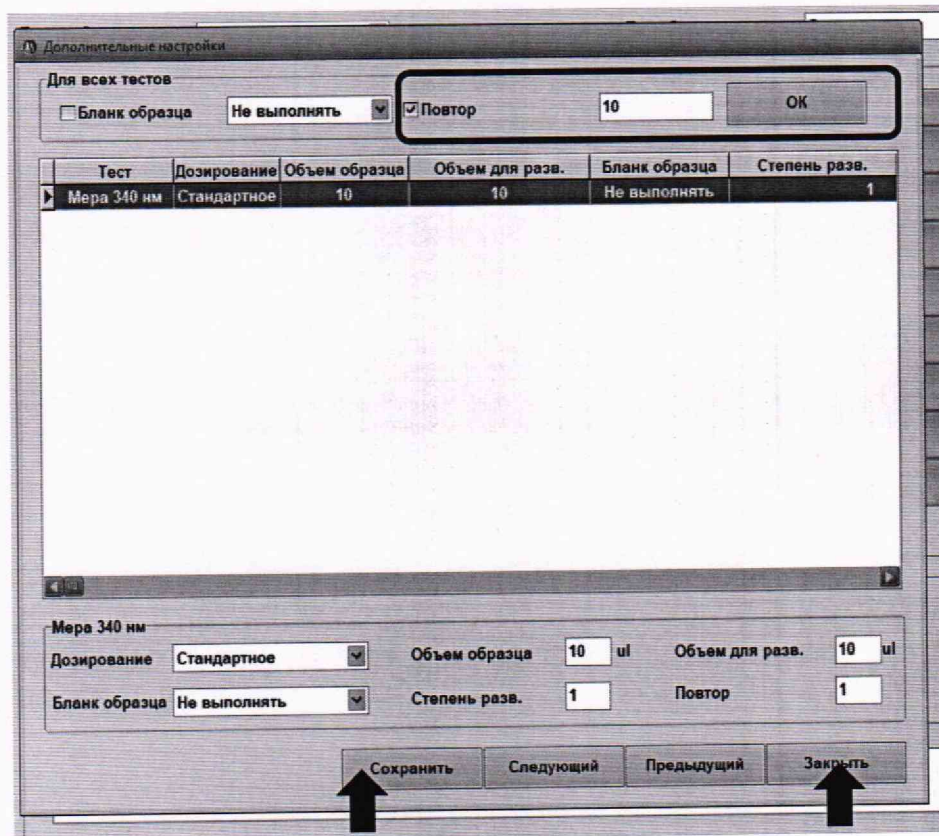 Дополнительные настройки
Для всех тестов
Бланк образца Не выполнять Повтор 10 ОК
Тест Дозирование Объем образца Объем для разв. Бланк образца Степень разв.
Мера 340 нм Стандартное 10 10 Не выполнять 1
Мера 340 нм
Дозирование Стандартное Объем образца 10 ul Объем для разв. 10 ul
Бланк образца Не выполнять Степень разв. 1 Повтор 1
Сохранить Следующий Предыдущий Закрыть